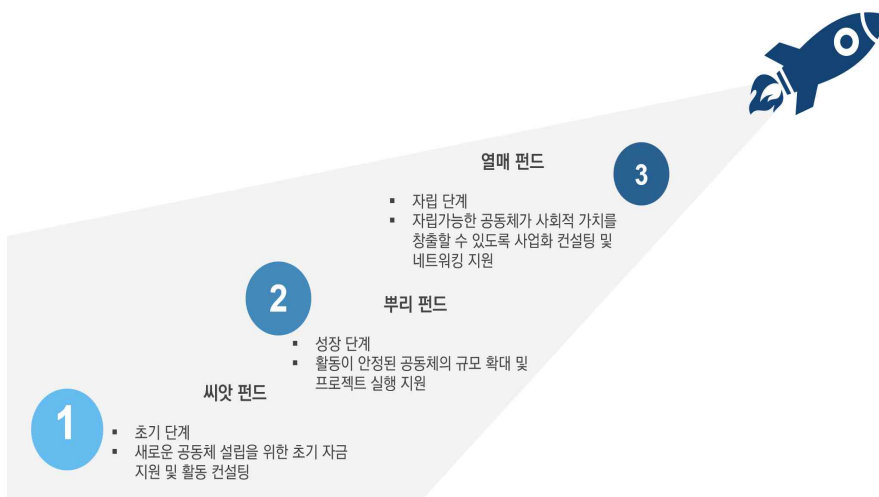 열매 펀드
3
▪ 자립 단계
▪ 자립가능한 공동체가 사회적 가치를
창출할 수 있도록 사업화 컨설팅 및
네트워킹 지원
2
뿌리 펀드
▪ 성장 단계
▪ 활동이 안정된 공동체의 규모 확대 및
프로젝트 실행 지원
씨앗 펀드
1
▪ 초기 단계
▪ 새로운 공동체 설립을 위한 초기 자금
지원 및 활동 컨설팅